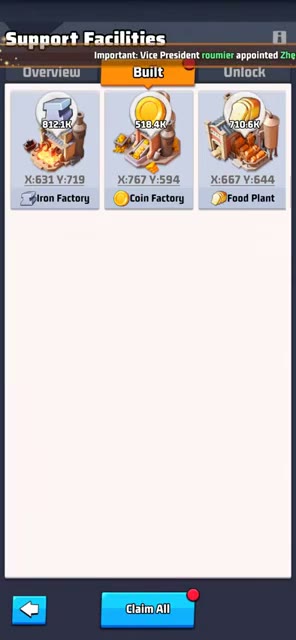 Support Facilities
Important: Vice President roumier appointed Zhg
Overview Built Unlock
812.1K 518.4K 710.6K
X:631 Y:719 X:767 Y:594 X:667 Y:644
Iron Factory Coin Factory Food Plant
Claim All